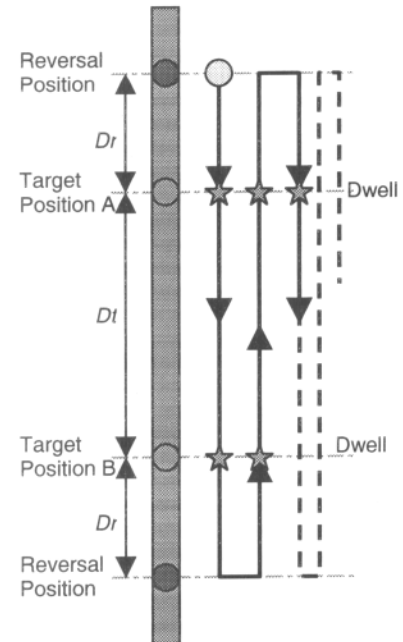 Reversal
Position
Dr
Target
Position A
Dwell
Dt
Target
Position B
Dwell
Dr
Reversal
Position